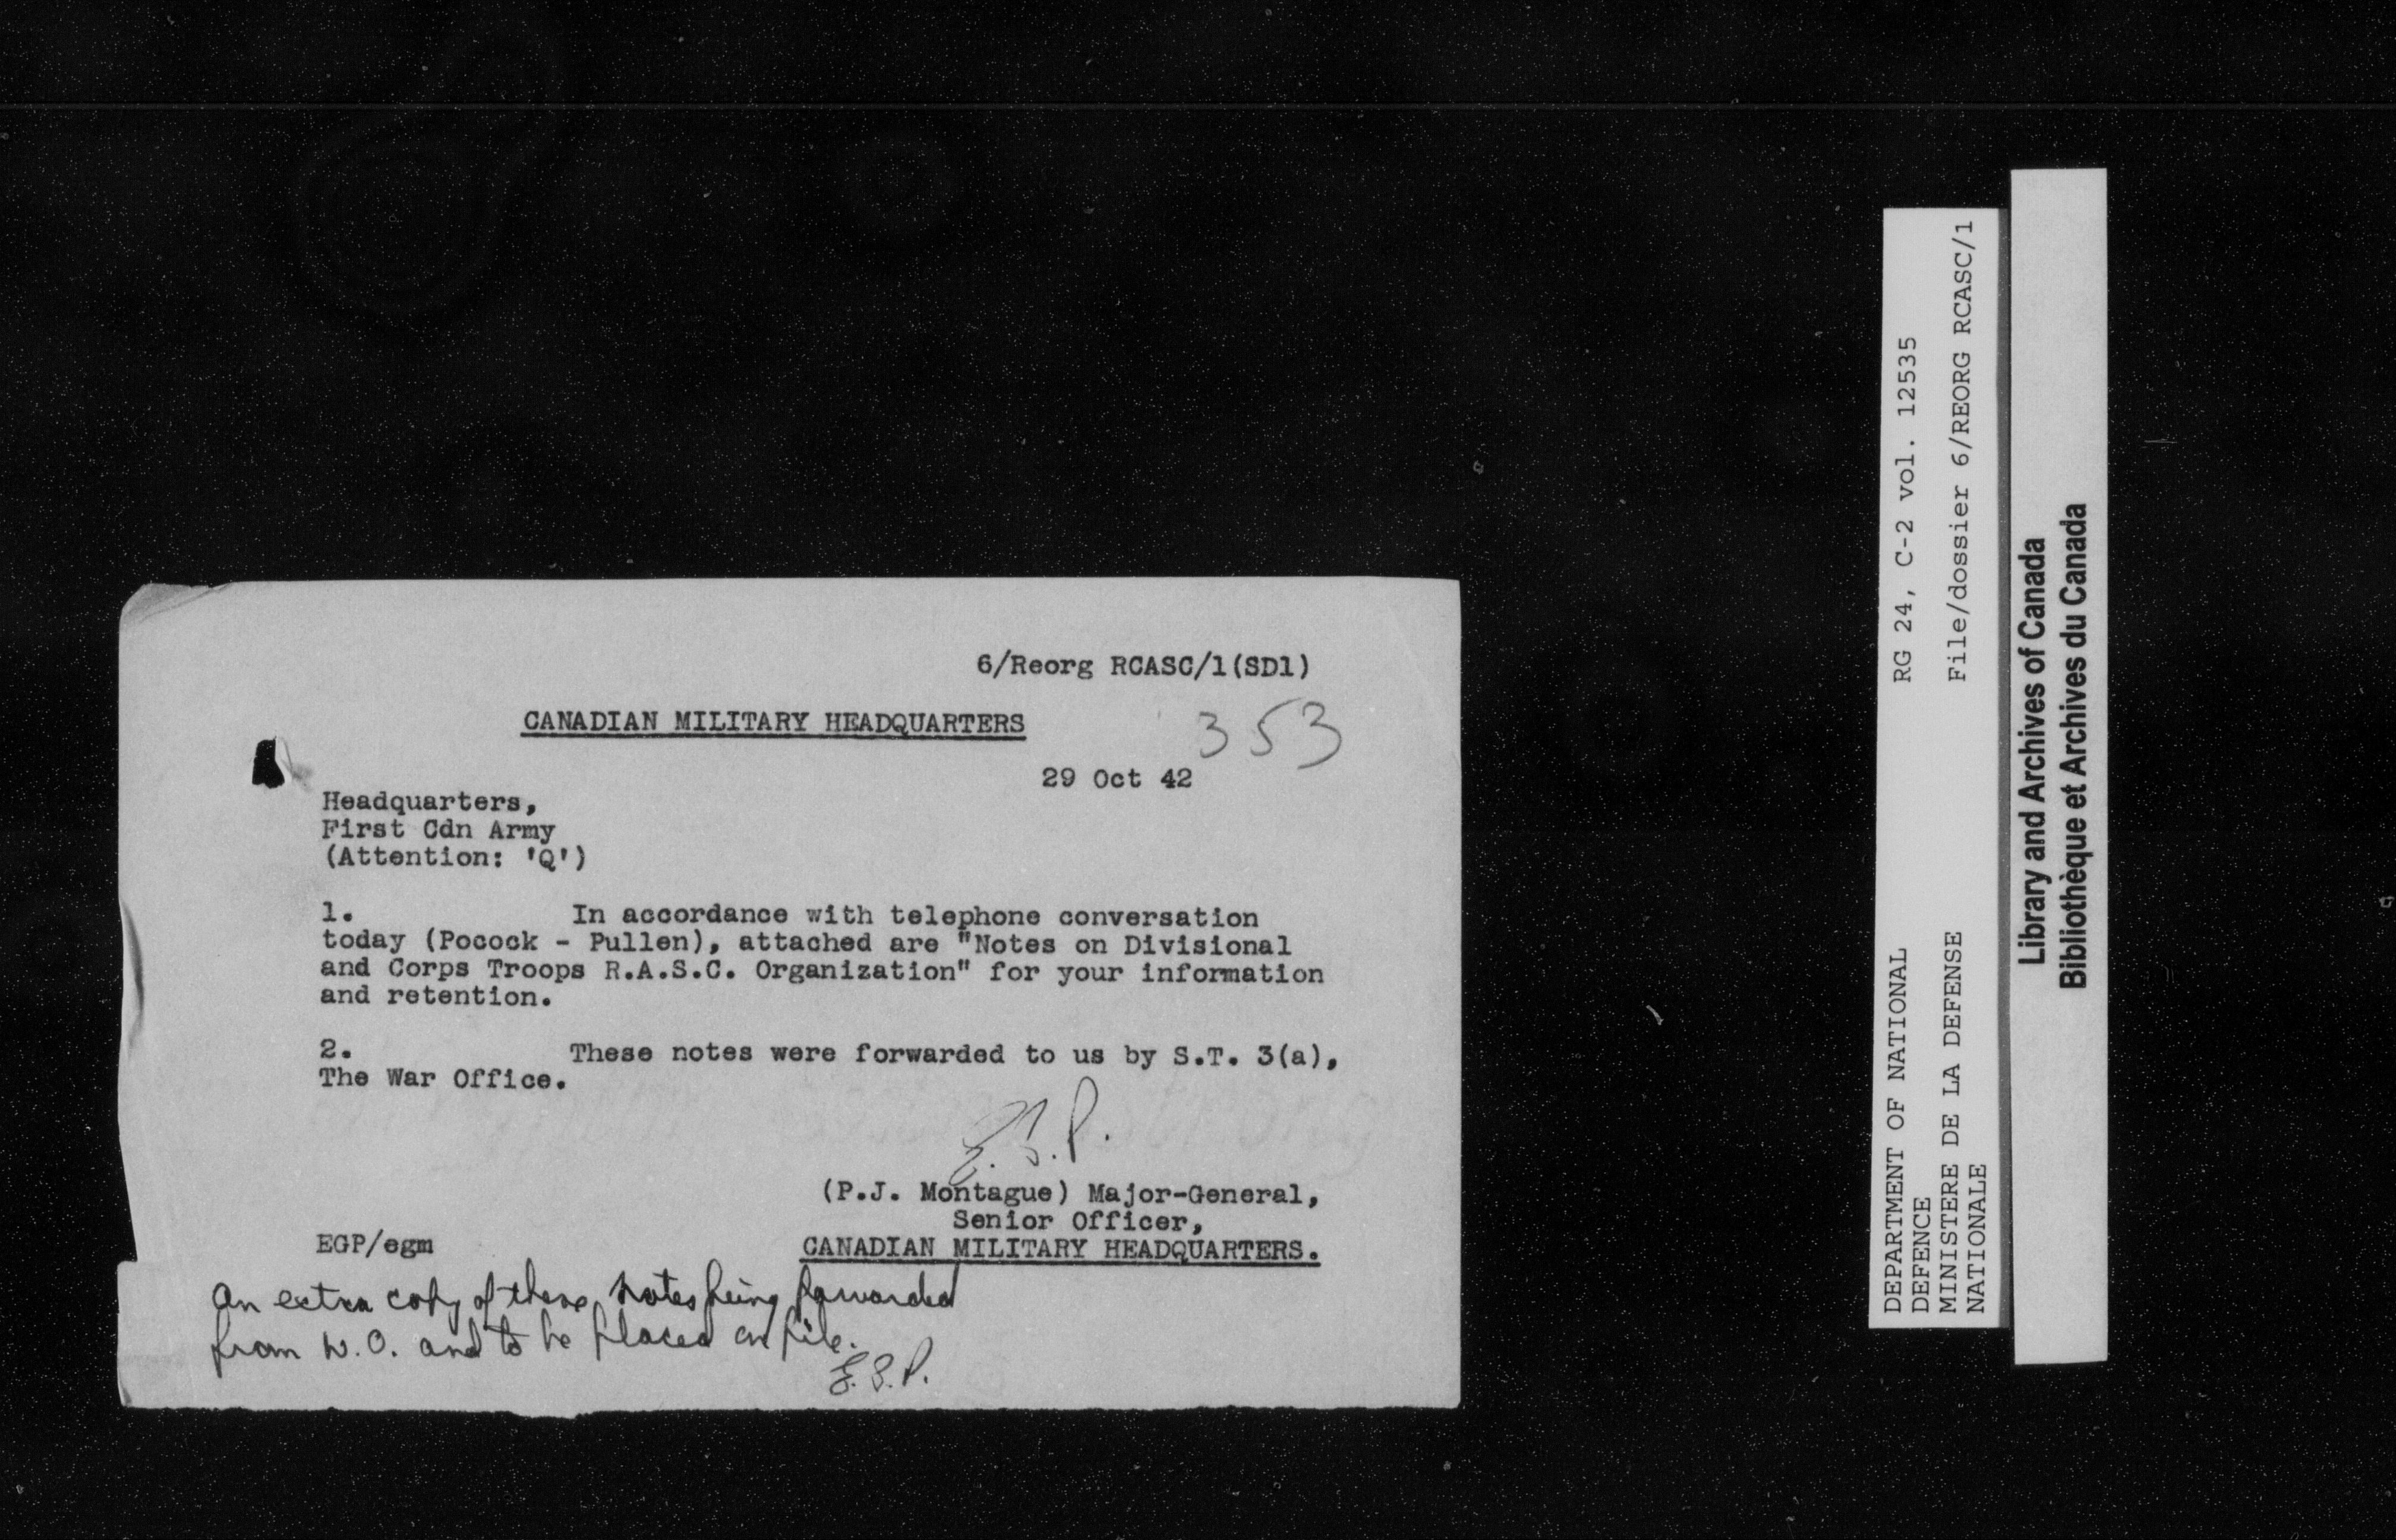 6/Reorg RCASC/1(SD1)
CANADIAN MILITARY HEADQUARTERS
353
29 Oct 42
Headquarters,
First Cdn Army
(Attention: 'Q')
1. In accordance with telephone conversation
today (Pocock - Pullen), attached are "Notes on Divisional
and Corps Troops R.A.S.C. Organization" for your information
and retention.
2. These notes were forwarded to us by S.T. 3(a),
The War Office.
E.G.P.
(P.J. Montague) Major-General,
Senior Officer,
CANADIAN MILITARY HEADQUARTERS.
EGP/egm
An extra copy of these notes being forwarded
from W.O. and to be placed on file.
E.G.P.
DEPARTMENT OF NATIONAL
DEFENCE
MINISTERE DE LA DEFENSE
NATIONALE
RG 24, C-2 vol. 12535
File/dossier 6/REORG RCASC/1
Library and Archives of Canada
Bibliothèque et Archives du Canada